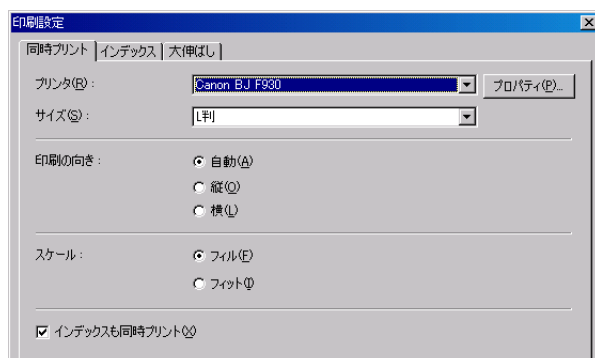 印刷設定
同時プリント インデックス 大伸ばし
プリンタ(R): Canon BJ F930 プロパティ(P)...
サイズ(S): L判
印刷の向き: 自動(A)
縦(O)
横(L)
スケール: フィル(F)
フィット(I)
インデックスも同時プリント(X)